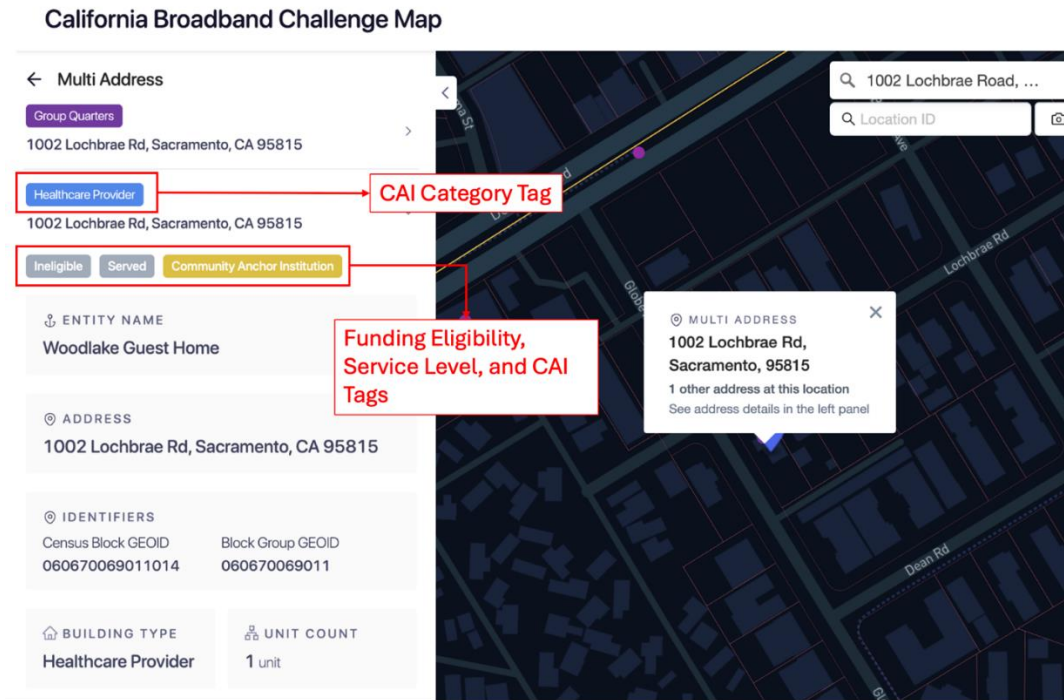 California Broadband Challenge Map
Multi Address
Group Quarters
1002 Lochbrae Rd, Sacramento, CA 95815
Healthcare Provider
1002 Lochbrae Rd, Sacramento, CA 95815
Ineligible
Served
Community Anchor Institution
ENTITY NAME
Woodlake Guest Home
ADDRESS
1002 Lochbrae Rd, Sacramento, CA 95815
IDENTIFIERS
Census Block GEOID
Block Group GEOID
060670069011014
060670069011
BUILDING TYPE
UNIT COUNT
Healthcare Provider
1 unit
CAI Category Tag
Funding Eligibility,
Service Level, and CAI
Tags
1002 Lochbrae Road, ...
Location ID
MULTI ADDRESS
1002 Lochbrae Rd,
Sacramento, 95815
1 other address at this location
See address details in the left panel
Lochbrae Rd
Dean Rd